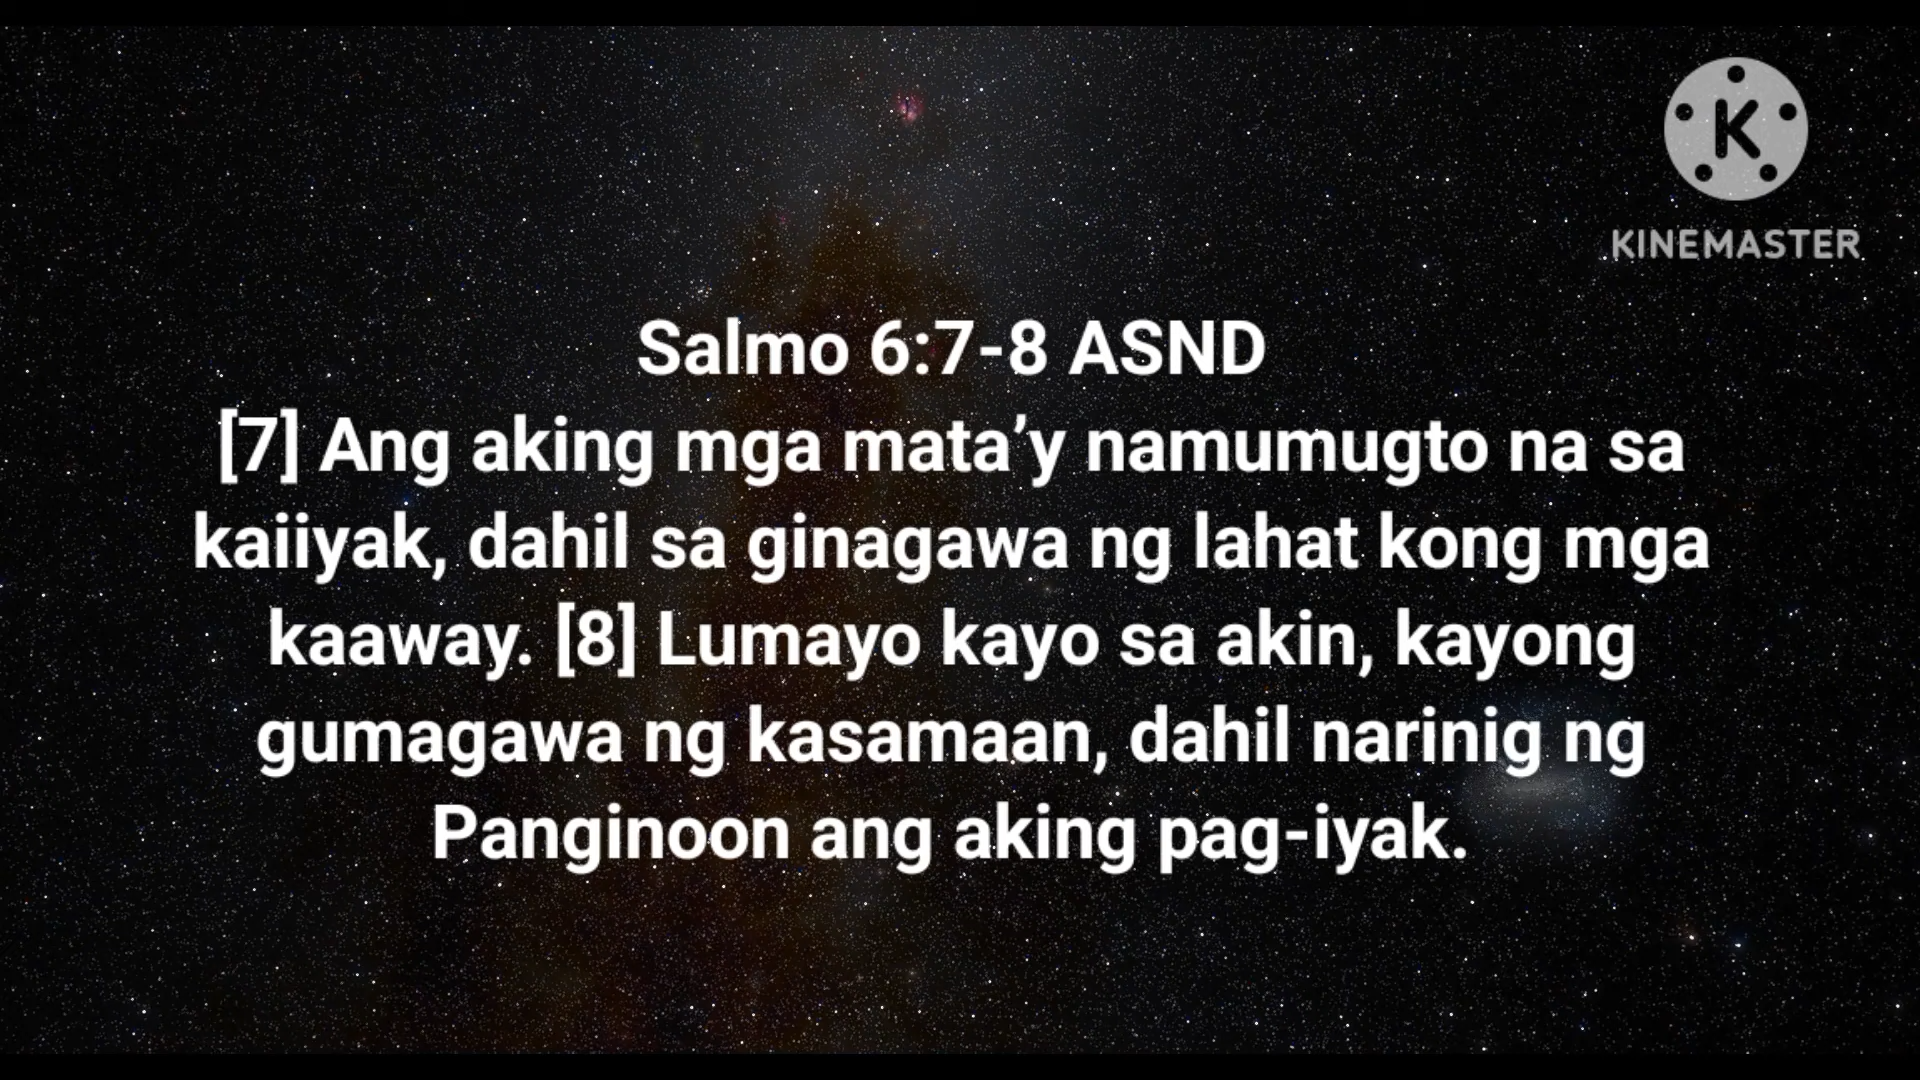 K
KINEMASTER
Salmo 6:7-8 ASND
[7] Ang aking mga mata’y namumugto na sa
kaiiyak, dahil sa ginagawa ng lahat kong mga
kaaway. [8] Lumayo kayo sa akin, kayong
gumagawa ng kasamaan, dahil narinig ng
Panginoon ang aking pag-iyak.